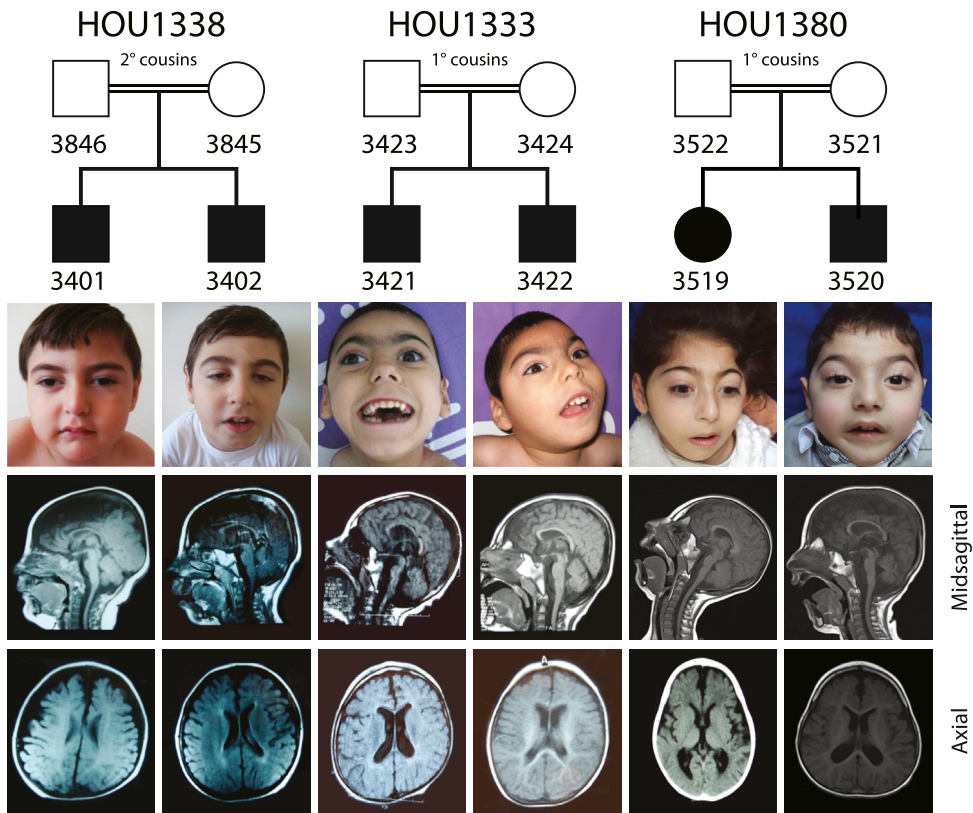 HOU1338 HOU1333 HOU1380
2° cousins 1° cousins 1° cousins
3846 3845 3423 3424 3522 3521
3401 3402 3421 3422 3519 3520
Midsagittal
A
Axial